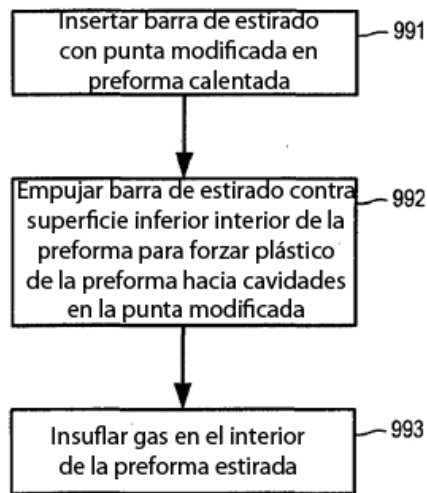 Insertar barra de estirado
con punta modificada en
preforma calentada
991
Empujar barra de estirado contra
superficie inferior interior de la
preforma para forzar plástico
de la preforma hacia cavidades
en la punta modificada
992
Insuflar gas en el interior
de la preforma estirada
993